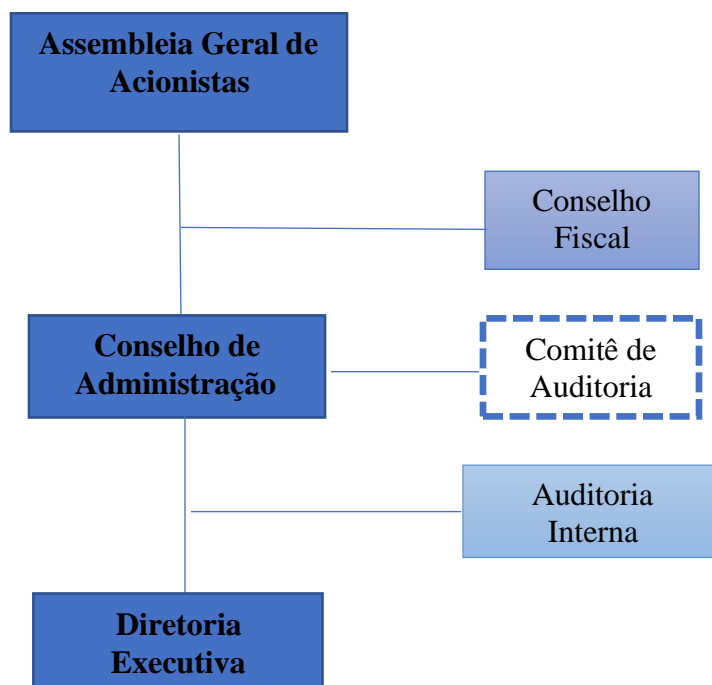 Assembleia Geral de
Acionistas
Conselho
Fiscal
Conselho de
Administração
Comitê de
Auditoria
Auditoria
Interna
Diretoria
Executiva